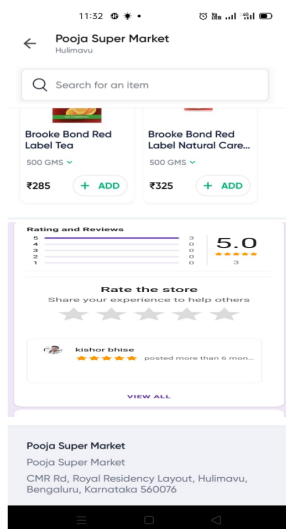 11:32
Pooja Super Market
Hulimavu
Search for an item
Brooke Bond Red
Label Tea
500 GMS
₹285
+ ADD
Brooke Bond Red
Label Natural Care...
500 GMS
₹325
+ ADD
Rating and Reviews
5 3
4 0
3 0
2 0
1 0
5.0
3
Rate the store
Share your experience to help others
kishor bhise
posted more than 6 mon...
VIEW ALL
Pooja Super Market
Pooja Super Market
CMR Rd, Royal Residency Layout, Hulimavu,
Bengaluru, Karnataka 560076